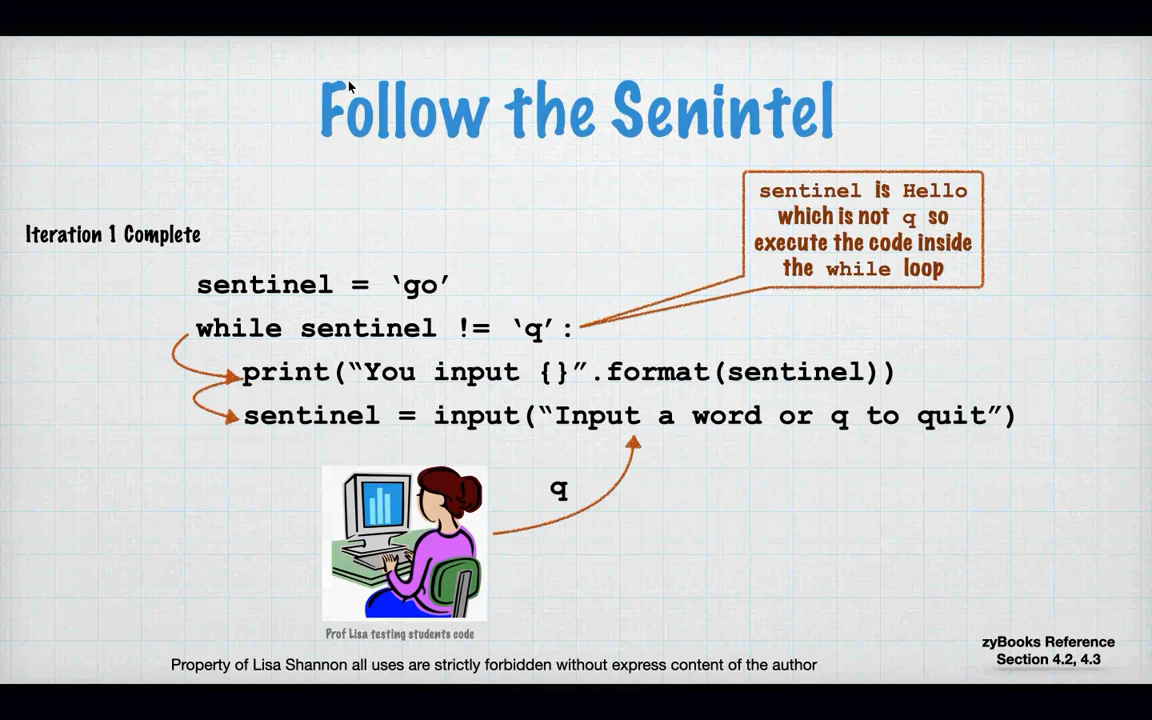 Follow the Senintel
sentinel is Hello
which is not q so
execute the code inside
the while loop
Iteration 1 Complete
sentinel = ‘go’
while sentinel != ‘q’:
print(“You input {}”.format(sentinel))
sentinel = input(“Input a word or q to quit”)
q
Prof Lisa testing students code
zyBooks Reference
Section 4.2, 4.3
Property of Lisa Shannon all uses are strictly forbidden without express content of the author